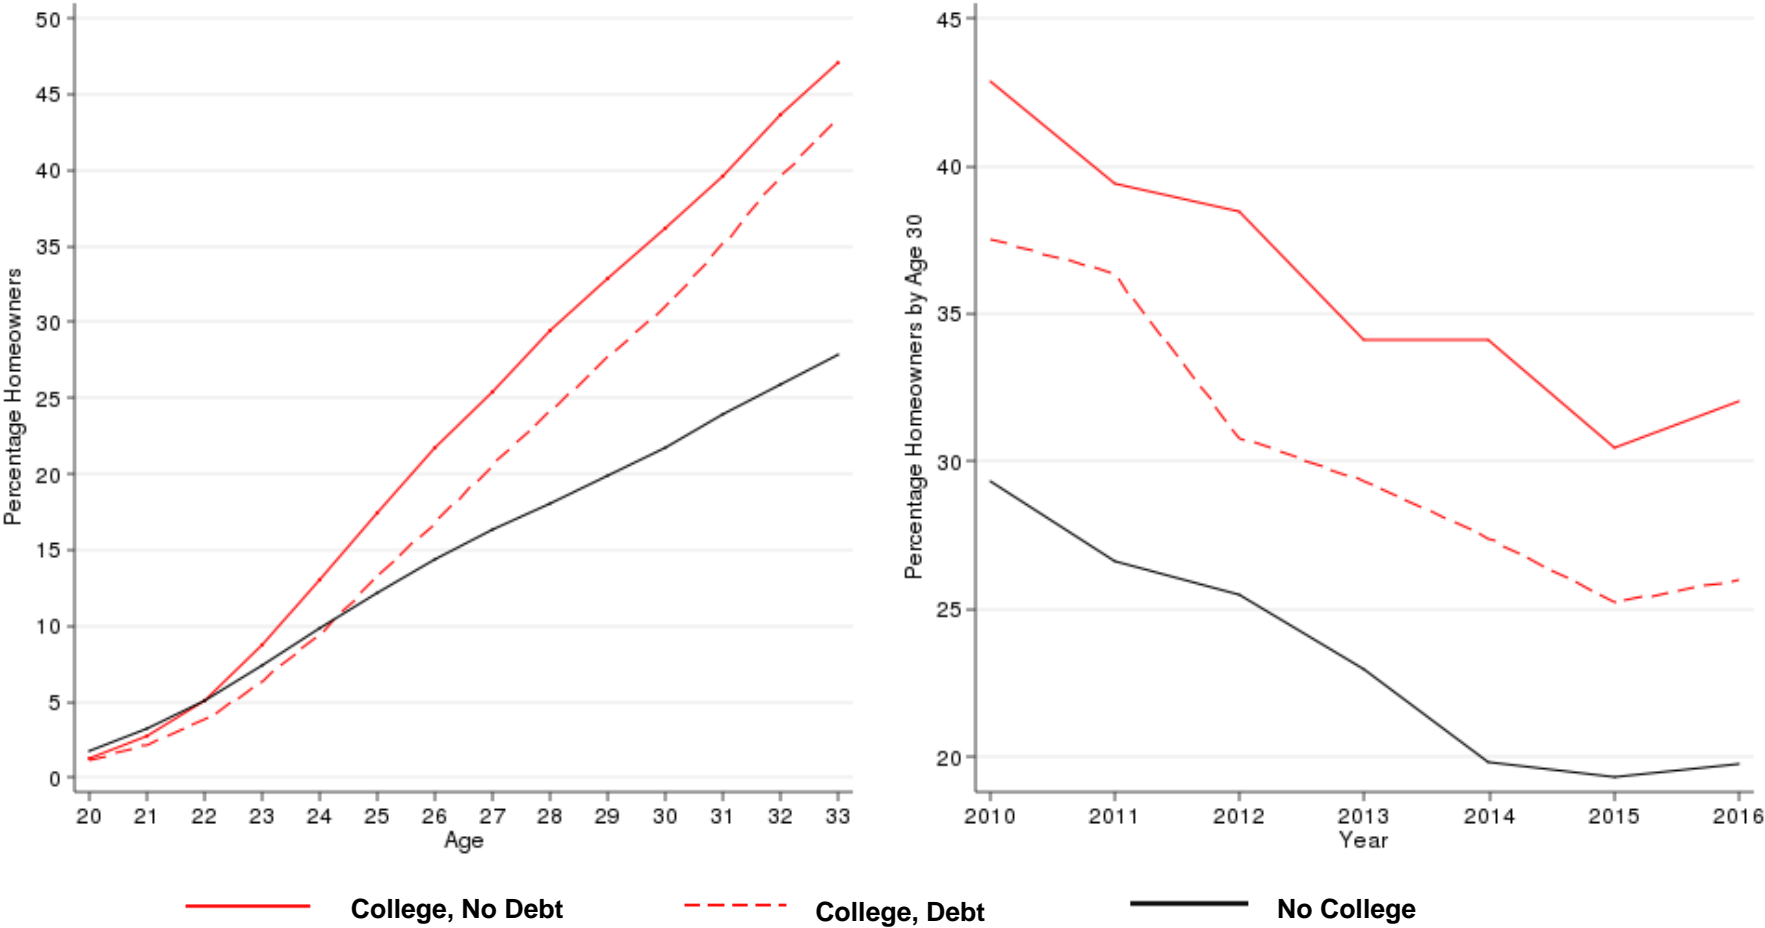 Percentage Homeowners
50
45
40
35
30
25
20
15
10
5
0
20 21 22 23 24 25 26 27 28 29 30 31 32 33
Age
Percentage Homeowners by Age 30
45
40
35
30
25
20
2010 2011 2012 2013 2014 2015 2016
Year
College, No Debt College, Debt No College